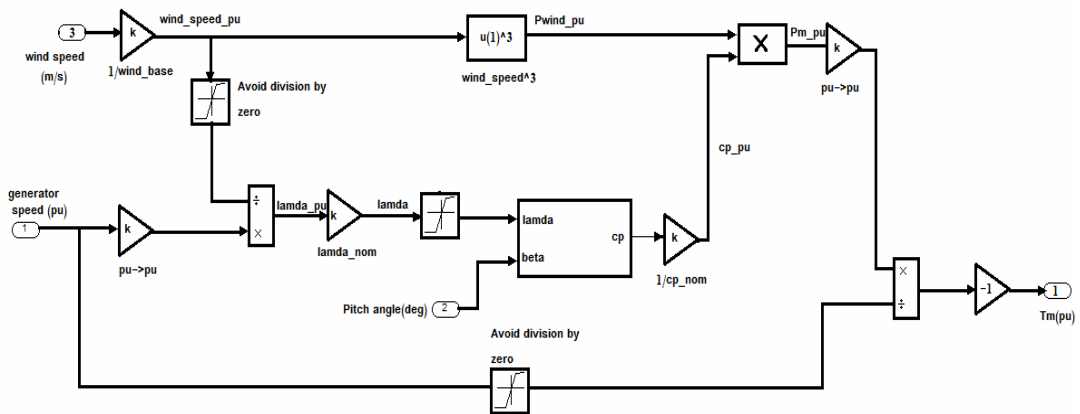 3
wind speed
(m/s)
k
1/wind_base
wind_speed_pu
u(1)^3
wind_speed^3
Pwind_pu
X
Pm_pu
k
pu->pu
Avoid division by
zero
generator
speed (pu)
1
k
pu->pu
÷
×
lamda_pu
k
lamda_nom
lamda
lamda
beta
cp
Pitch angle(deg)
2
k
1/cp_nom
cp_pu
Avoid division by
zero
×
÷
-1
1
Tm(pu)